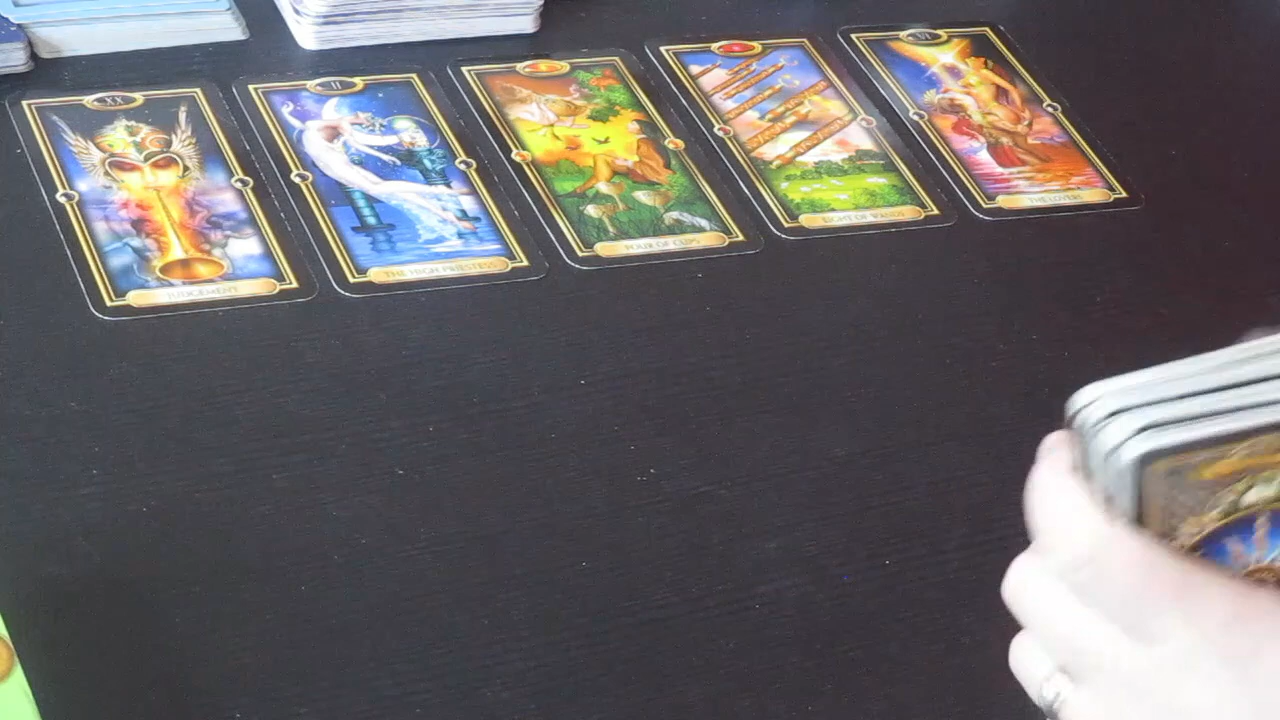 XX
JUDGEMENT
II
THE HIGH PRIESTESS
FOUR OF CUPS
EIGHT OF WANDS
VI
THE LOVERS